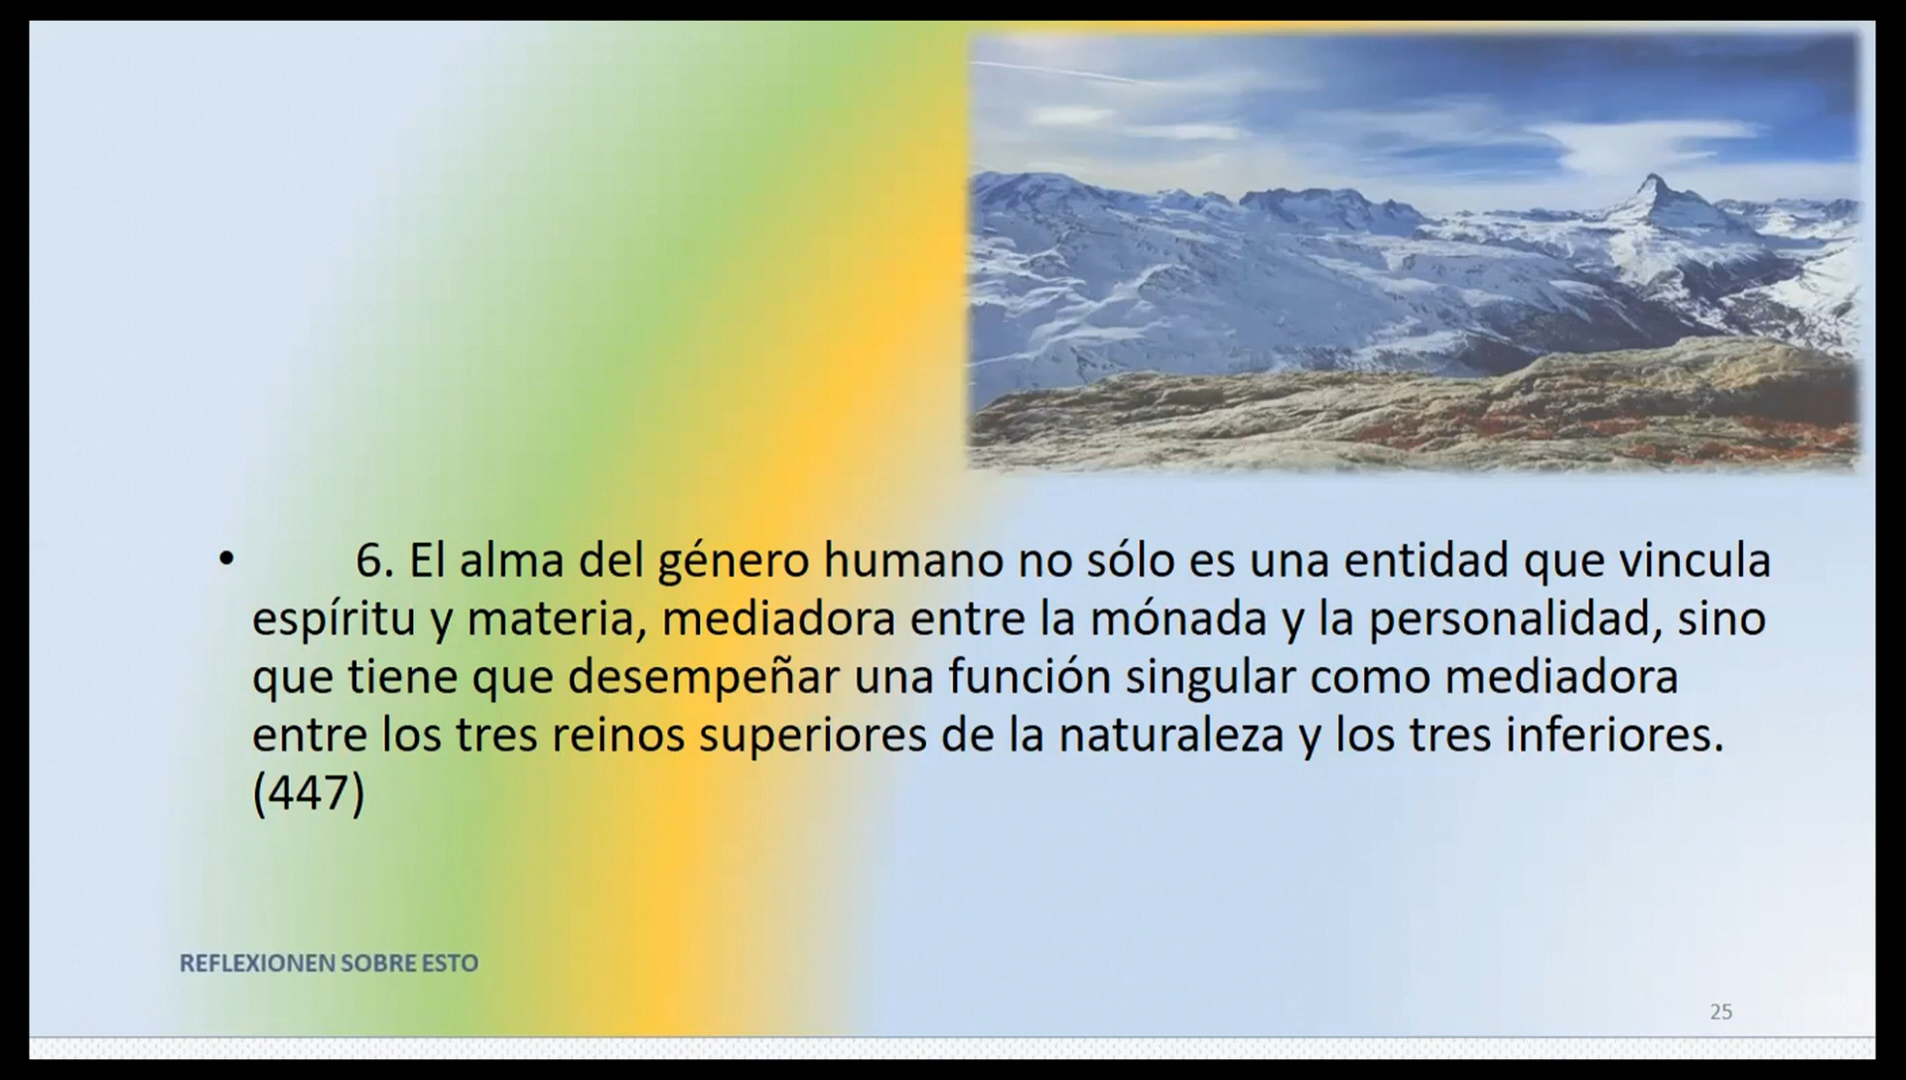 • 6. El alma del género humano no sólo es una entidad que vincula
espíritu y materia, mediadora entre la mónada y la personalidad, sino
que tiene que desempeñar una función singular como mediadora
entre los tres reinos superiores de la naturaleza y los tres inferiores.
(447)
REFLEXIONEN SOBRE ESTO
25